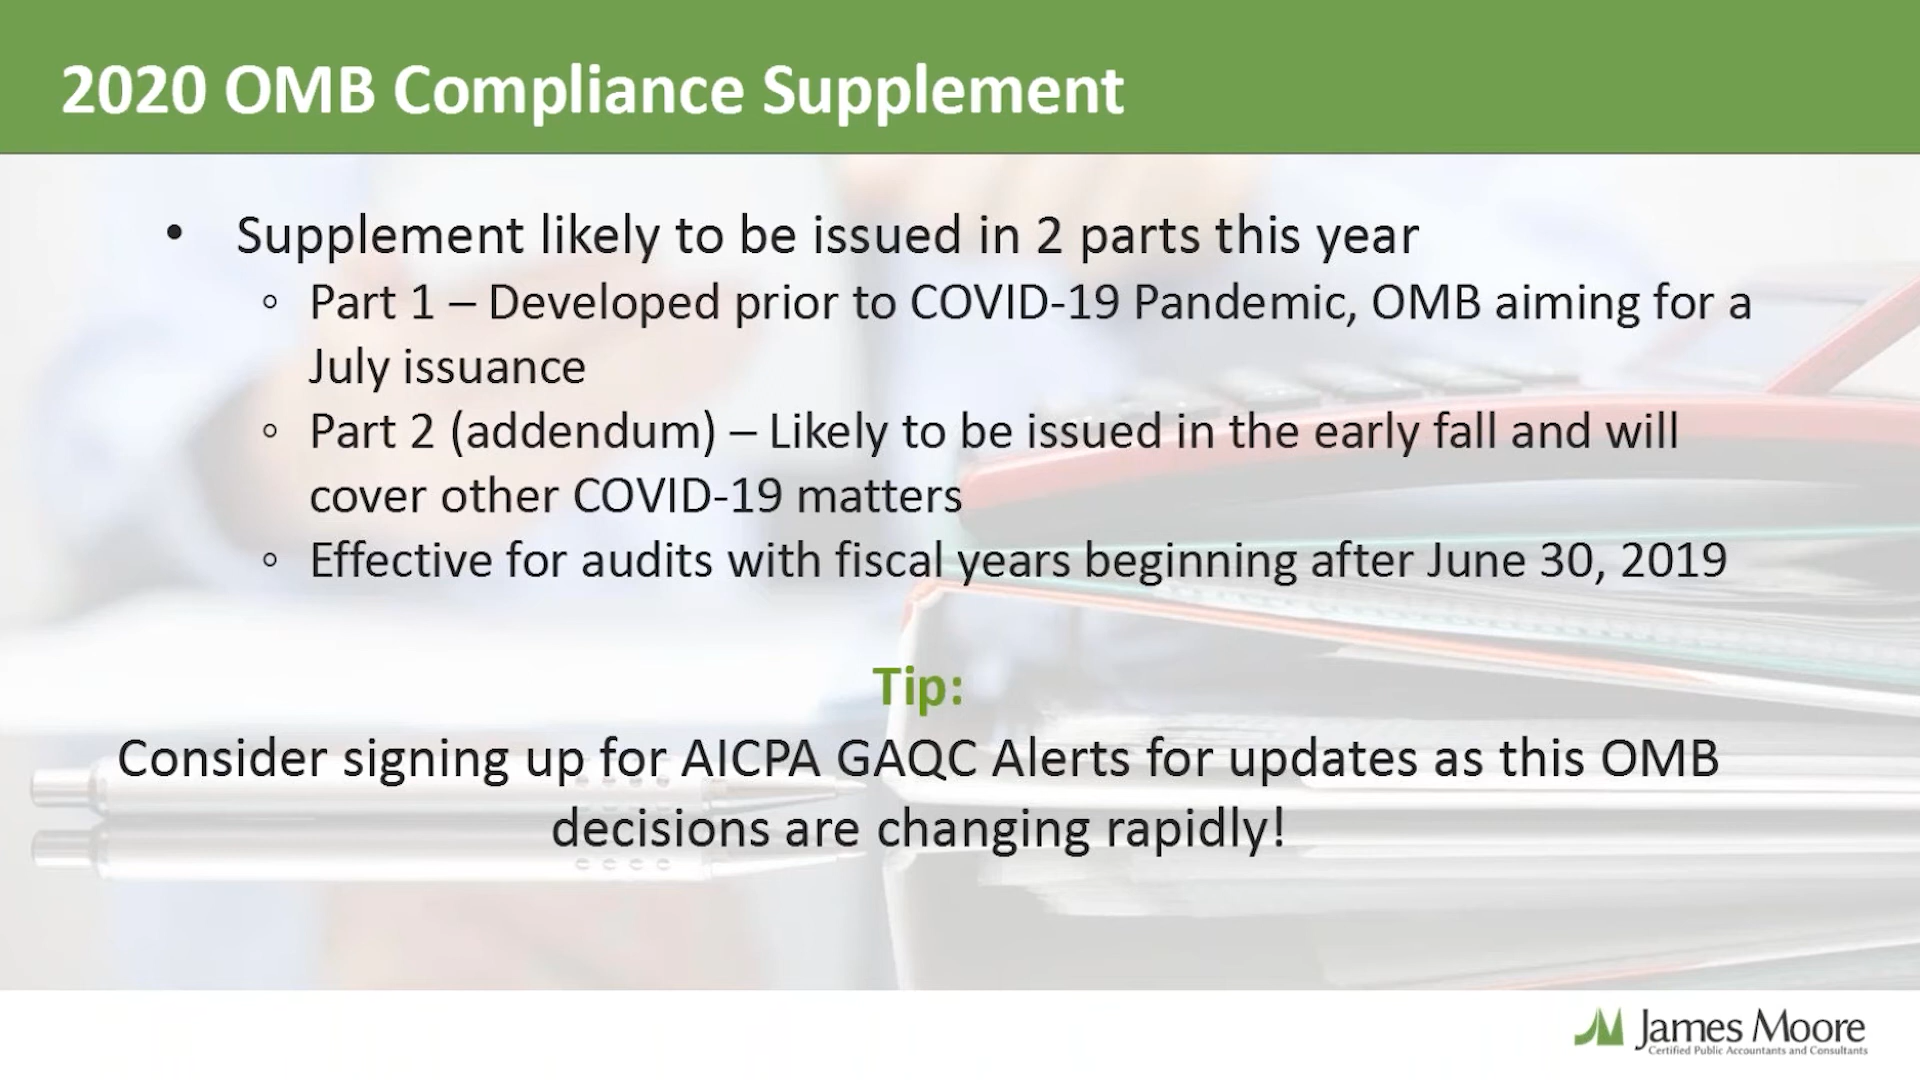 2020 OMB Compliance Supplement
• Supplement likely to be issued in 2 parts this year
◦ Part 1 – Developed prior to COVID-19 Pandemic, OMB aiming for a
July issuance
◦ Part 2 (addendum) – Likely to be issued in the early fall and will
cover other COVID-19 matters
◦ Effective for audits with fiscal years beginning after June 30, 2019
Tip:
Consider signing up for AICPA GAQC Alerts for updates as this OMB
decisions are changing rapidly!
James Moore
Certified Public Accountants and Consultants